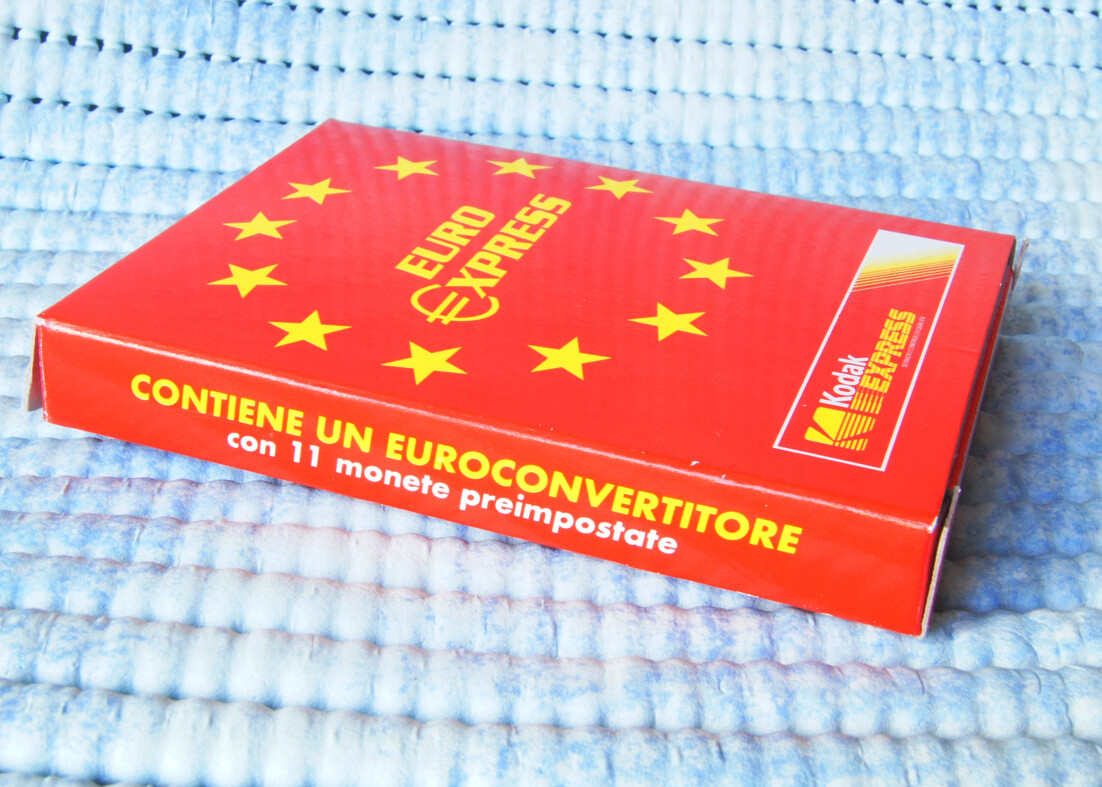 EURO
EXPRESS
Kodak
EXPRESS
CONTIENE UN EUROCONVERTITORE
con 11 monete preimpostate